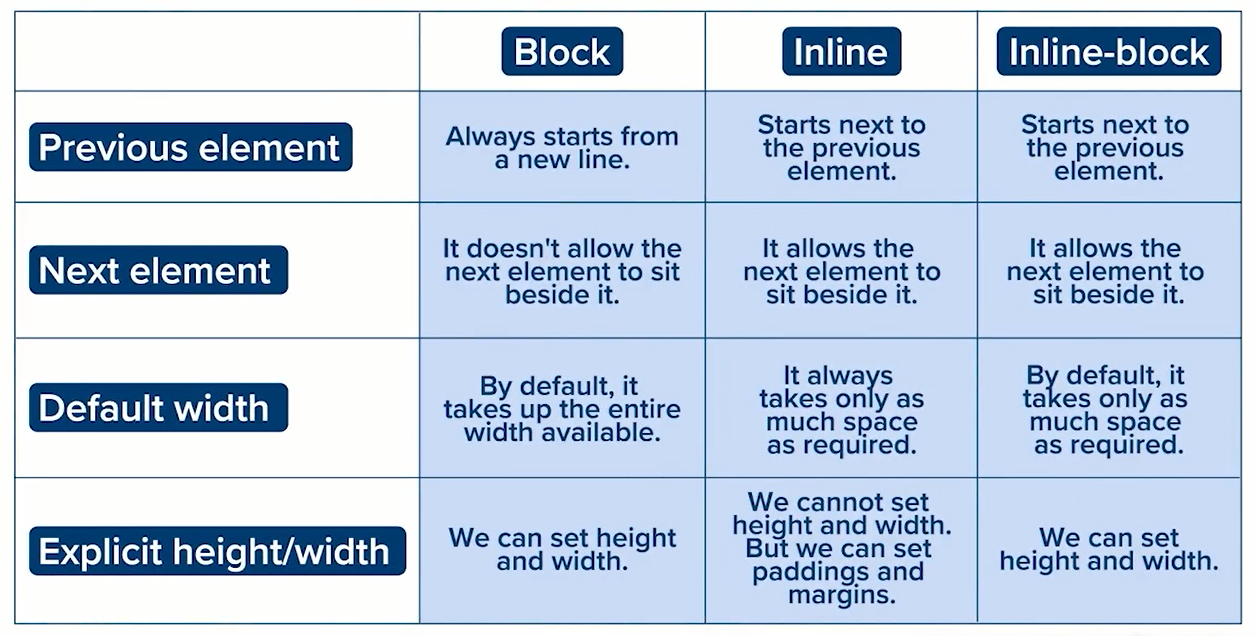 Block
Inline
Inline-block
Previous element
Always starts from
a new line.
Starts next to
the previous
element.
Starts next to
the previous
element.
Next element
It doesn't allow the
next element to sit
beside it.
It allows the
next element to
sit beside it.
It allows the
next element to
sit beside it.
Default width
By default, it
takes up the entire
width available.
It always
takes only as
much space
as required.
By default, it
takes only as
much space
as required.
Explicit height/width
We can set height
and width.
We cannot set
height and width.
But we can set
paddings and
margins.
We can set
height and width.